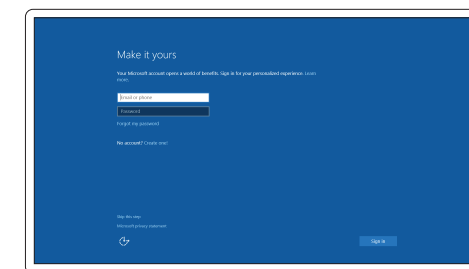 Make it yours
Your Microsoft account opens a world of benefits. Sign in for your personalized experience. Learn
more.
Email or phone
Password
Forgot my password
No account? Create one!
Skip this step
Microsoft privacy statement
Sign in